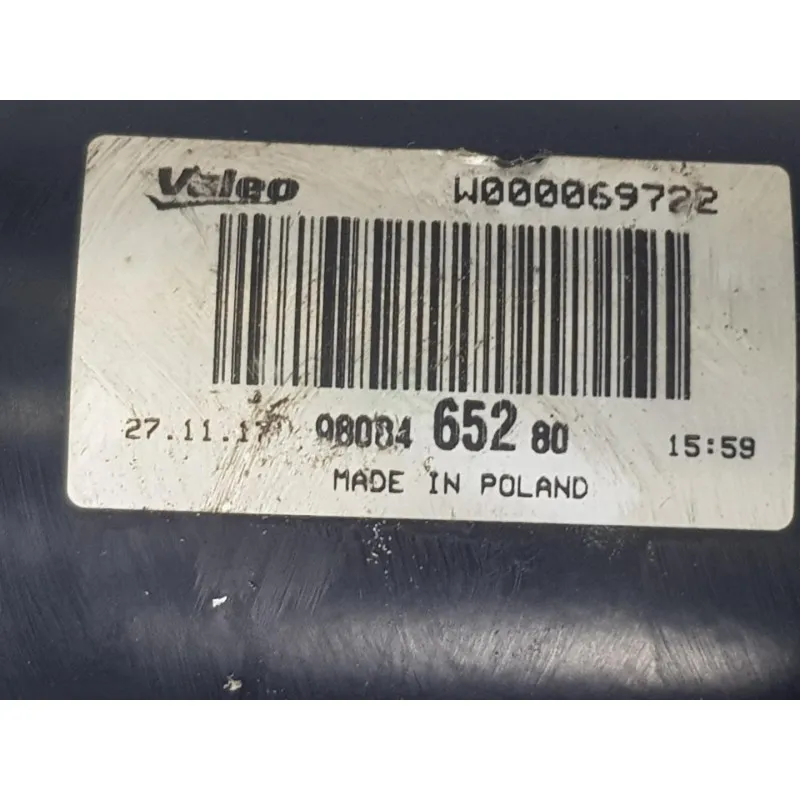 Valeo W000069722
27.11.17 98084 652 80 15:59
MADE IN POLAND